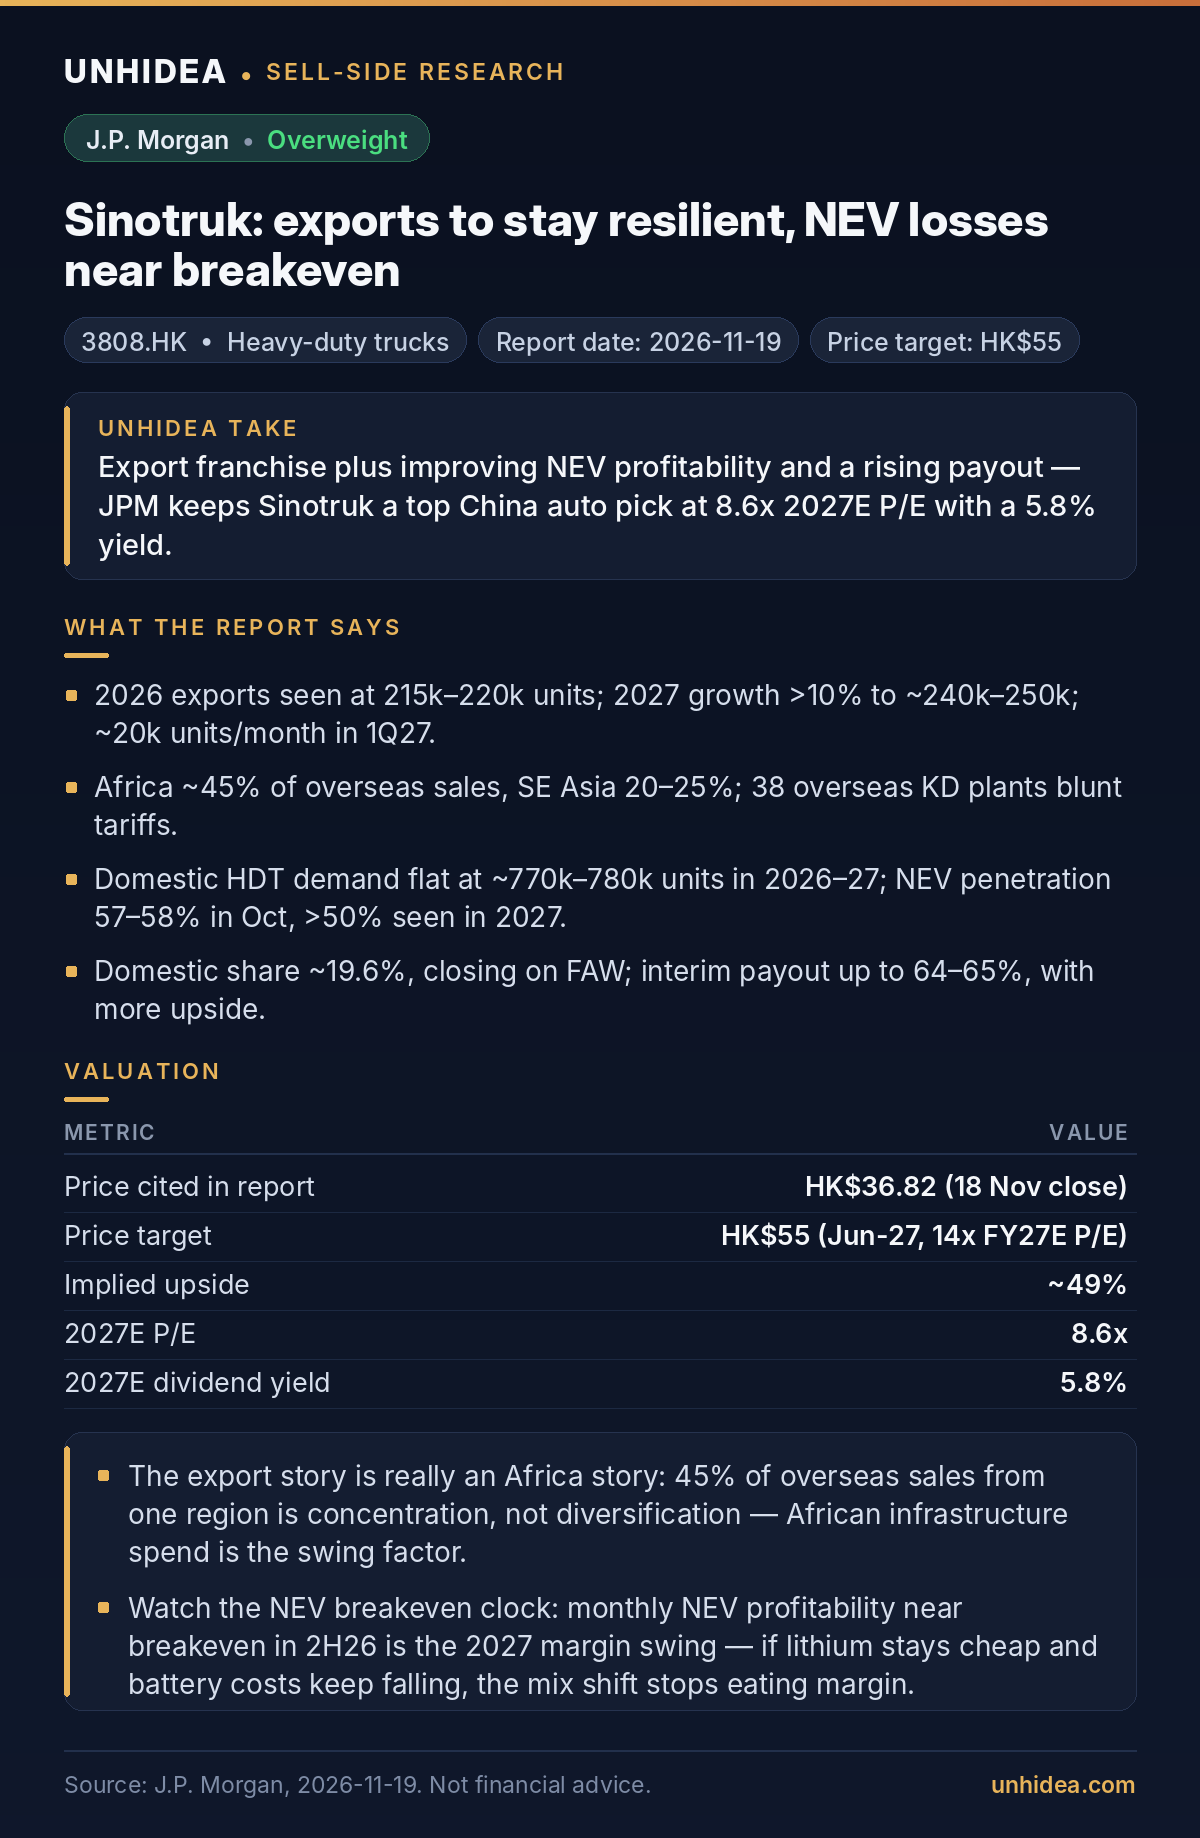 UNHIDEA • SELL-SIDE RESEARCH
J.P. Morgan • Overweight
Sinotruk: exports to stay resilient, NEV losses
near breakeven
3808.HK • Heavy-duty trucks
Report date: 2026-11-19
Price target: HK$55
UNHIDEA TAKE
Export franchise plus improving NEV profitability and a rising payout —
JPM keeps Sinotruk a top China auto pick at 8.6x 2027E P/E with a 5.8%
yield.
WHAT THE REPORT SAYS
2026 exports seen at 215k–220k units; 2027 growth >10% to ~240k–250k;
~20k units/month in 1Q27.
Africa ~45% of overseas sales, SE Asia 20–25%; 38 overseas KD plants blunt
tariffs.
Domestic HDT demand flat at ~770k–780k units in 2026–27; NEV penetration
57–58% in Oct, >50% seen in 2027.
Domestic share ~19.6%, closing on FAW; interim payout up to 64–65%, with
more upside.
VALUATION
METRIC VALUE
Price cited in report HK$36.82 (18 Nov close)
Price target HK$55 (Jun-27, 14x FY27E P/E)
Implied upside ~49%
2027E P/E 8.6x
2027E dividend yield 5.8%
The export story is really an Africa story: 45% of overseas sales from
one region is concentration, not diversification — African infrastructure
spend is the swing factor.
Watch the NEV breakeven clock: monthly NEV profitability near
breakeven in 2H26 is the 2027 margin swing — if lithium stays cheap and
battery costs keep falling, the mix shift stops eating margin.
Source: J.P. Morgan, 2026-11-19. Not financial advice.
unhidea.com